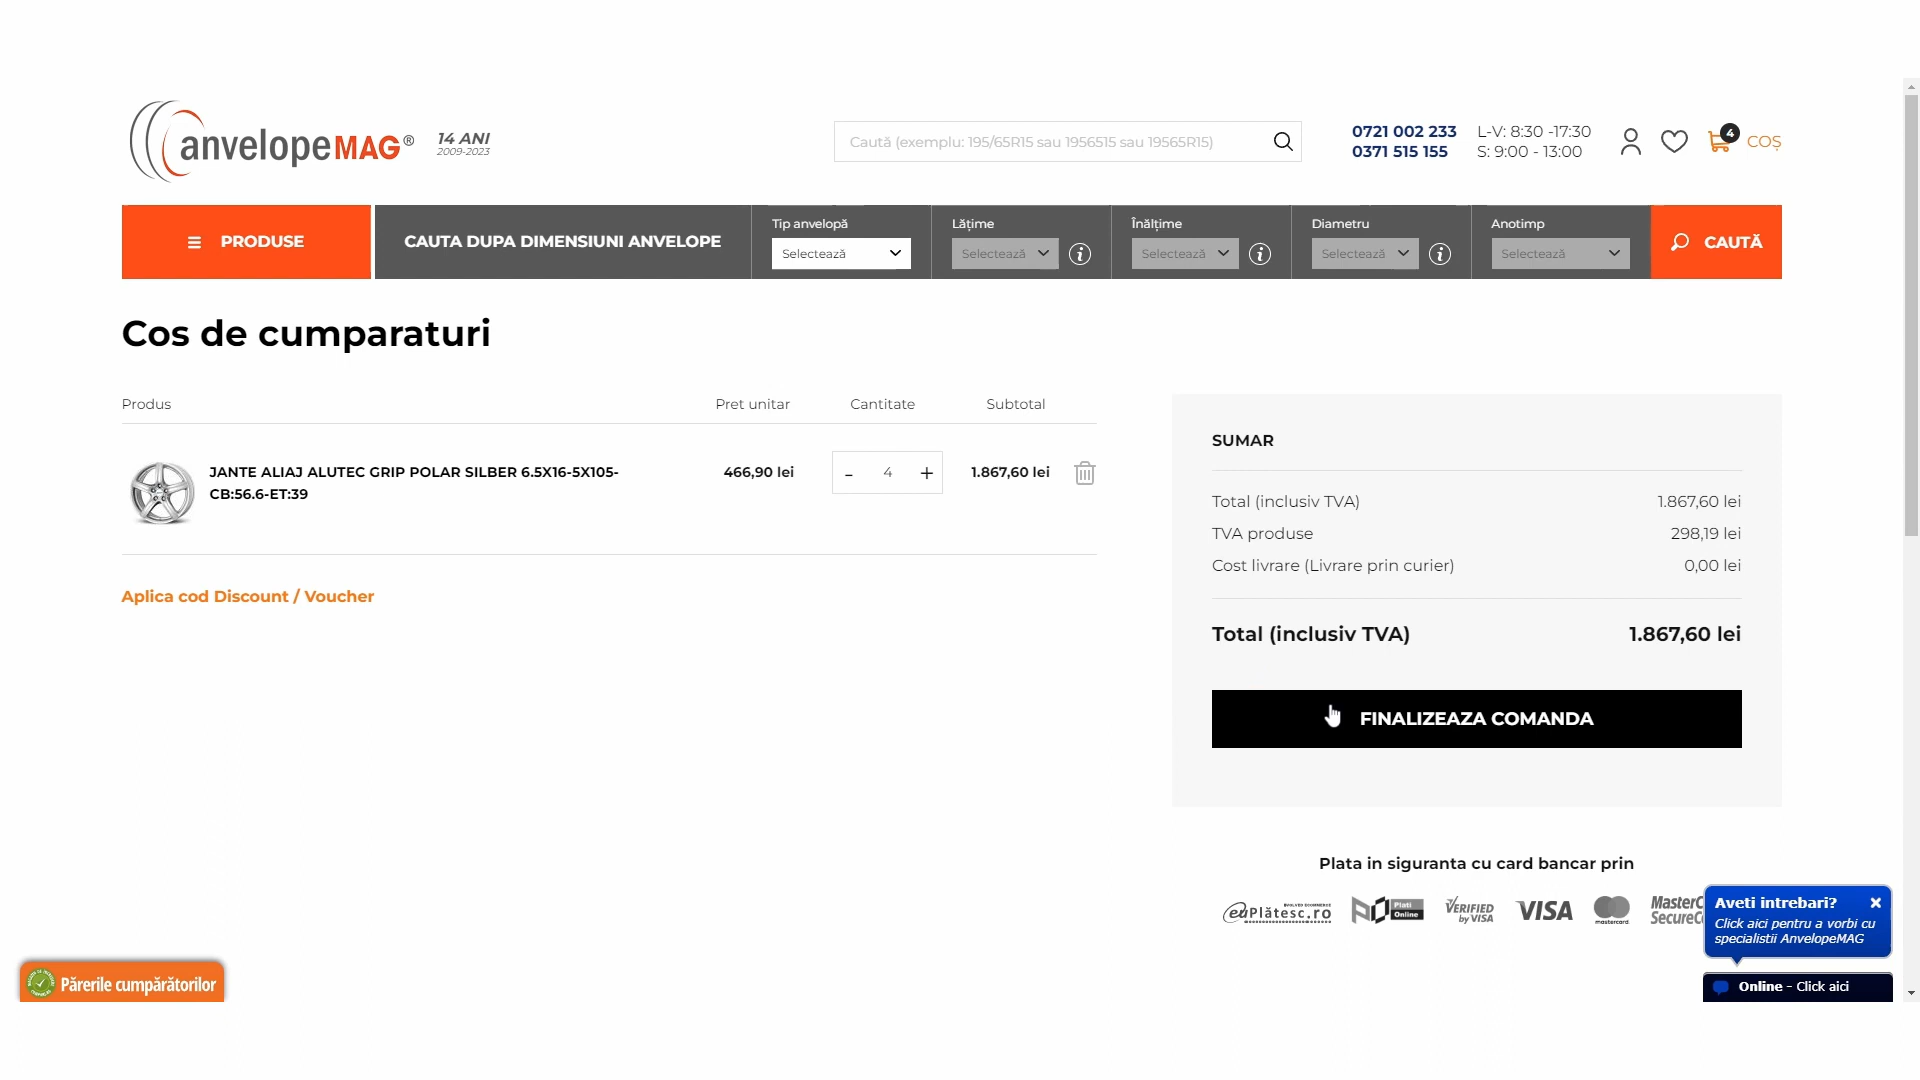 anvelopeMAG®
14 ANI
2009-2023
Caută (exemplu: 195/65R15 sau 1956515 sau 19565R15)
0721 002 233
0371 515 155
L-V: 8:30 -17:30
S: 9:00 - 13:00
4
COȘ
PRODUSE
CAUTA DUPA DIMENSIUNI ANVELOPE
Tip anvelopă
Selectează
Lățime
Selectează
Înălțime
Selectează
Diametru
Selectează
Anotimp
Selectează
CAUTĂ
Cos de cumparaturi
Produs
Pret unitar
Cantitate
Subtotal
JANTE ALIAJ ALUTEC GRIP POLAR SILBER 6.5X16-5X105-
CB:56.6-ET:39
466,90 lei
- 4 +
1.867,60 lei
Aplica cod Discount / Voucher
SUMAR
Total (inclusiv TVA) 1.867,60 lei
TVA produse 298,19 lei
Cost livrare (Livrare prin curier) 0,00 lei
Total (inclusiv TVA) 1.867,60 lei
FINALIZEAZA COMANDA
Plata in siguranta cu card bancar prin
euPlătesc.ro
Plati
Online
VERIFIED
by VISA
VISA
mastercard
MasterC
SecureC
Aveti intrebari?
Click aici pentru a vorbi cu
specialistii AnvelopeMAG
Online - Click aici
Părerile cumpărătorilor